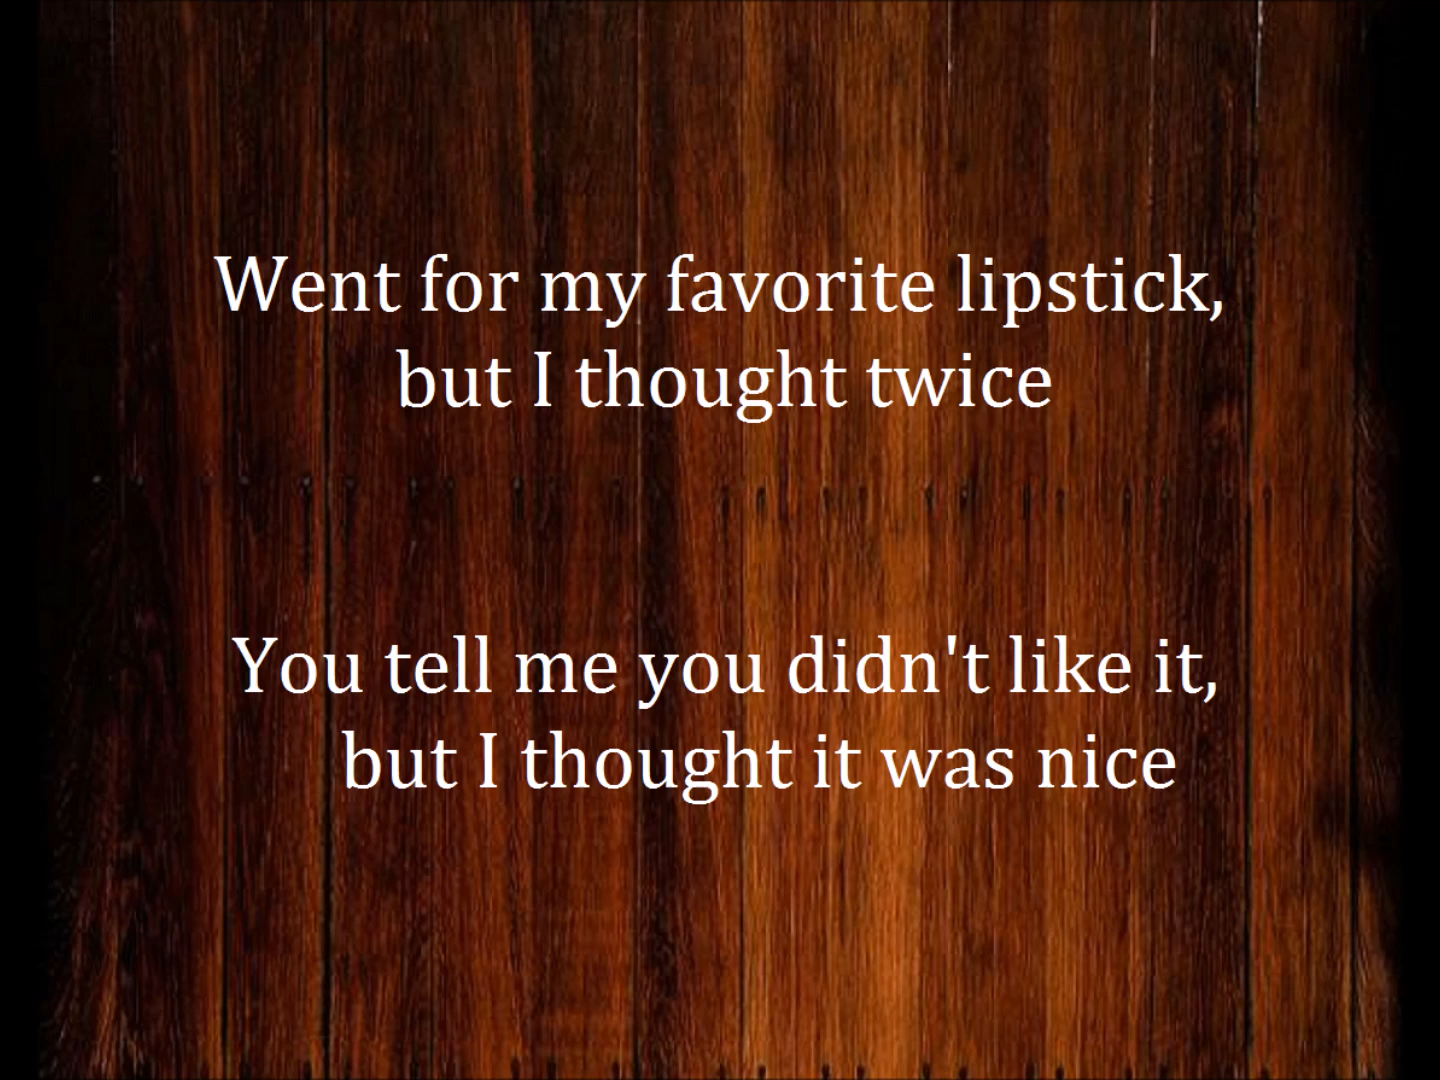 Went for my favorite lipstick,
but I thought twice
You tell me you didn't like it,
but I thought it was nice